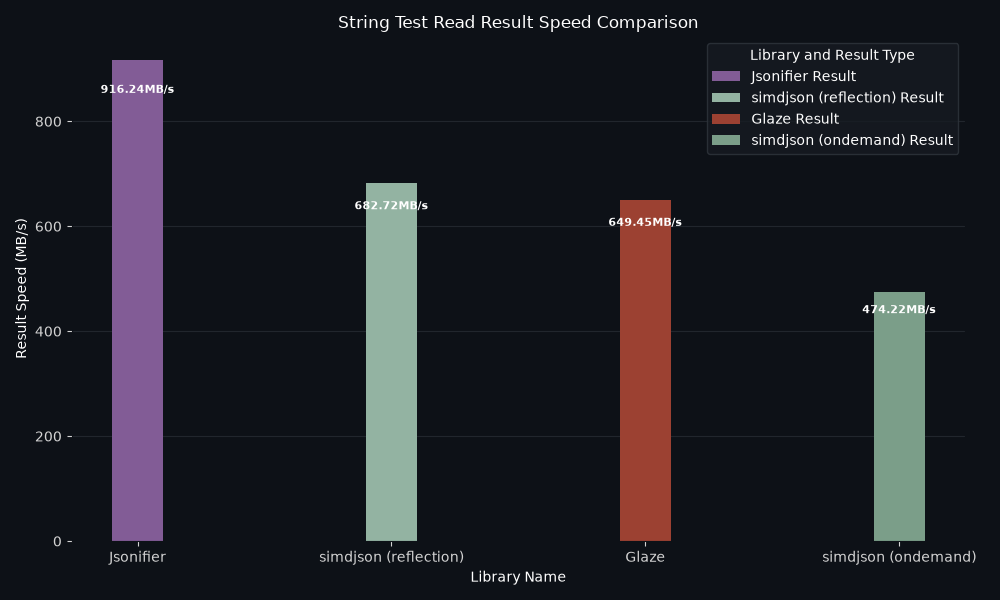 String Test Read Result Speed Comparison
Library and Result Type
Jsonifier Result
simdjson (reflection) Result
Glaze Result
simdjson (ondemand) Result
916.24MB/s
682.72MB/s
649.45MB/s
474.22MB/s
Result Speed (MB/s)
800
600
400
200
0
Jsonifier
simdjson (reflection)
Glaze
simdjson (ondemand)
Library Name